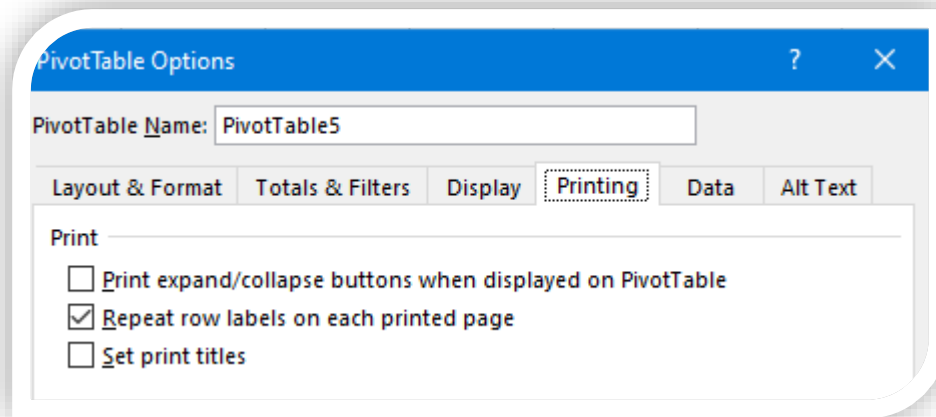 PivotTable Options ? ✕
PivotTable Name: PivotTable5
Layout & Format Totals & Filters Display Printing Data Alt Text
Print
Print expand/collapse buttons when displayed on PivotTable
Repeat row labels on each printed page
Set print titles